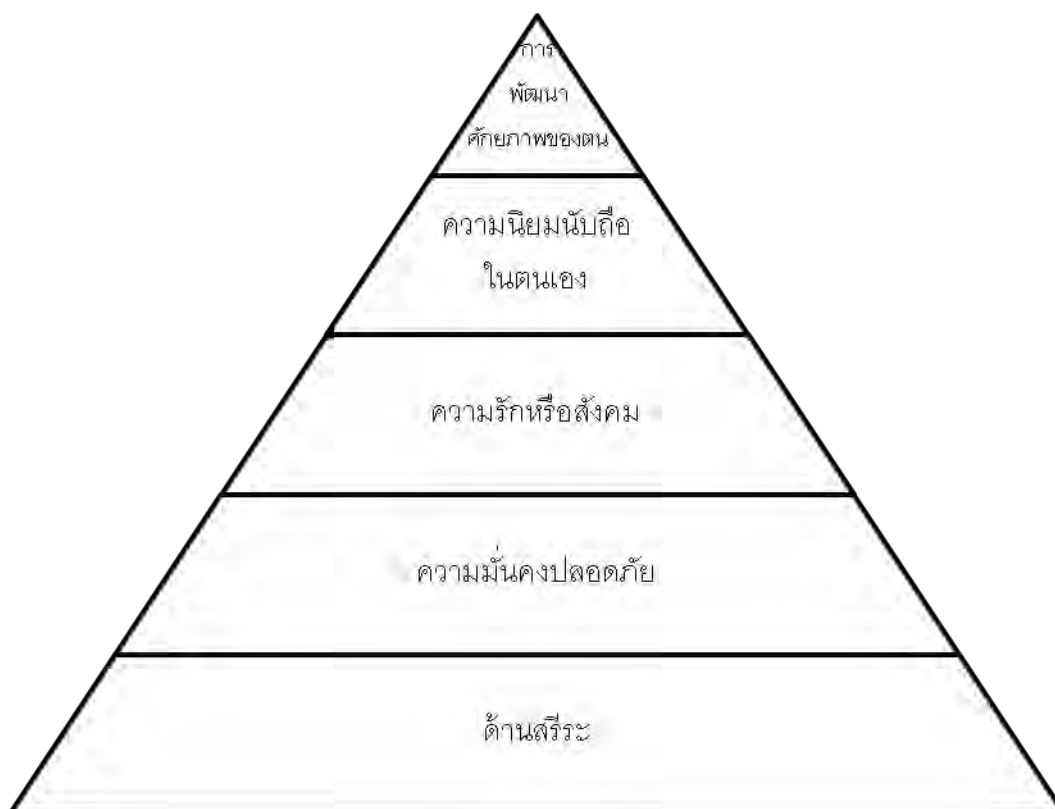 การ
พัฒนา
ศักยภาพของตน
ความนิยมนับถือ
ในตนเอง
ความรักหรือสังคม
ความมั่นคงปลอดภัย
ด้านสรีระ